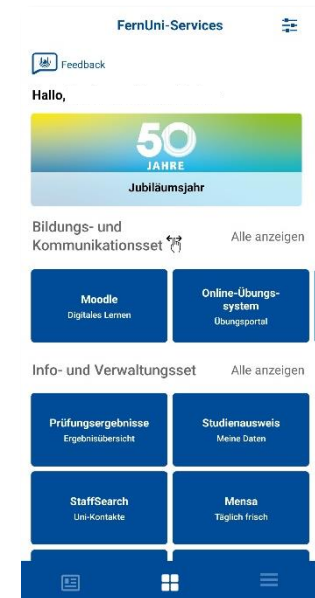 FernUni-Services
Feedback
Hallo,
50
JAHRE
Jubiläumsjahr
Bildungs- und
Kommunikationsset
Alle anzeigen
Moodle
Digitales Lernen
Online-Übungs-
system
Übungsportal
Info- und Verwaltungsset
Alle anzeigen
Prüfungsergebnisse
Ergebnisübersicht
Studienausweis
Meine Daten
StaffSearch
Uni-Kontakte
Mensa
Täglich frisch